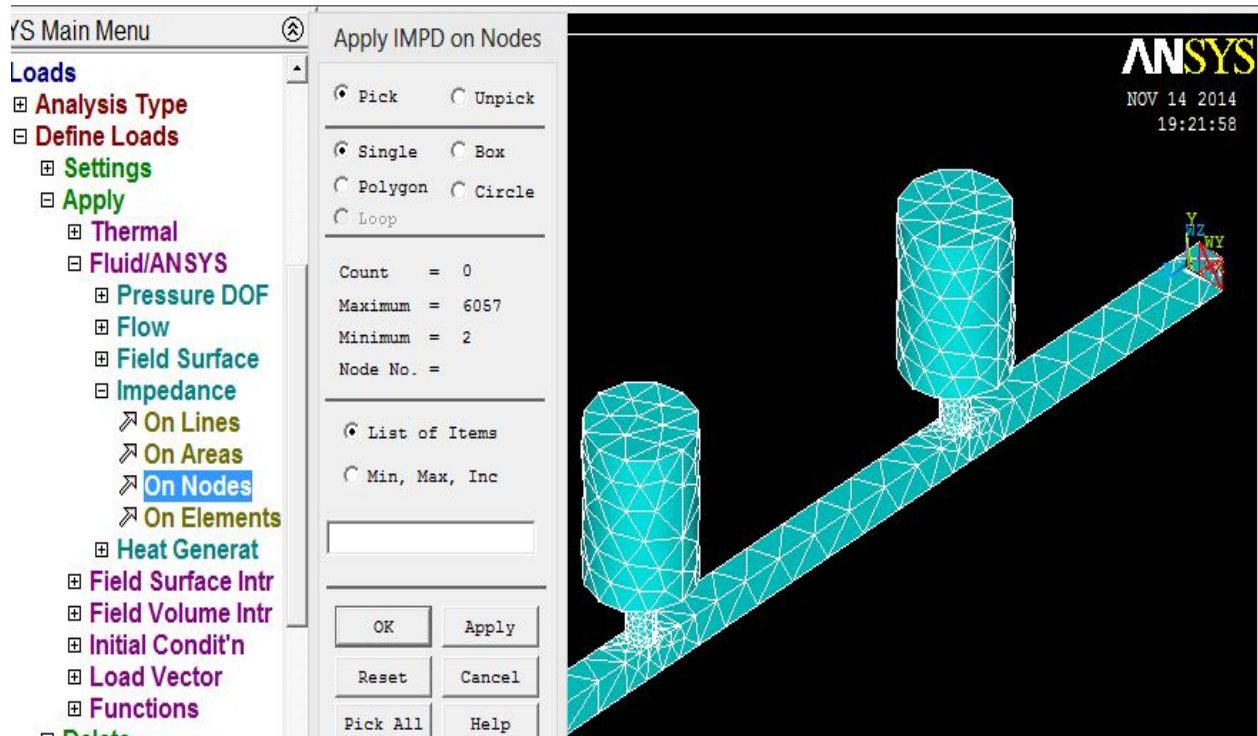 YS Main Menu
Loads
Analysis Type
Define Loads
Settings
Apply
Thermal
Fluid/ANSYS
Pressure DOF
Flow
Field Surface
Impedance
On Lines
On Areas
On Nodes
On Elements
Heat Generat
Field Surface Intr
Field Volume Intr
Initial Condit'n
Load Vector
Functions
Delete
Apply IMPD on Nodes
Pick Unpick
Single Box
Polygon Circle
Loop
Count = 0
Maximum = 6057
Minimum = 2
Node No. =
List of Items
Min, Max, Inc
OK Apply
Reset Cancel
Pick All Help
ANSYS
NOV 14 2014
19:21:58
Y
WZ
WY